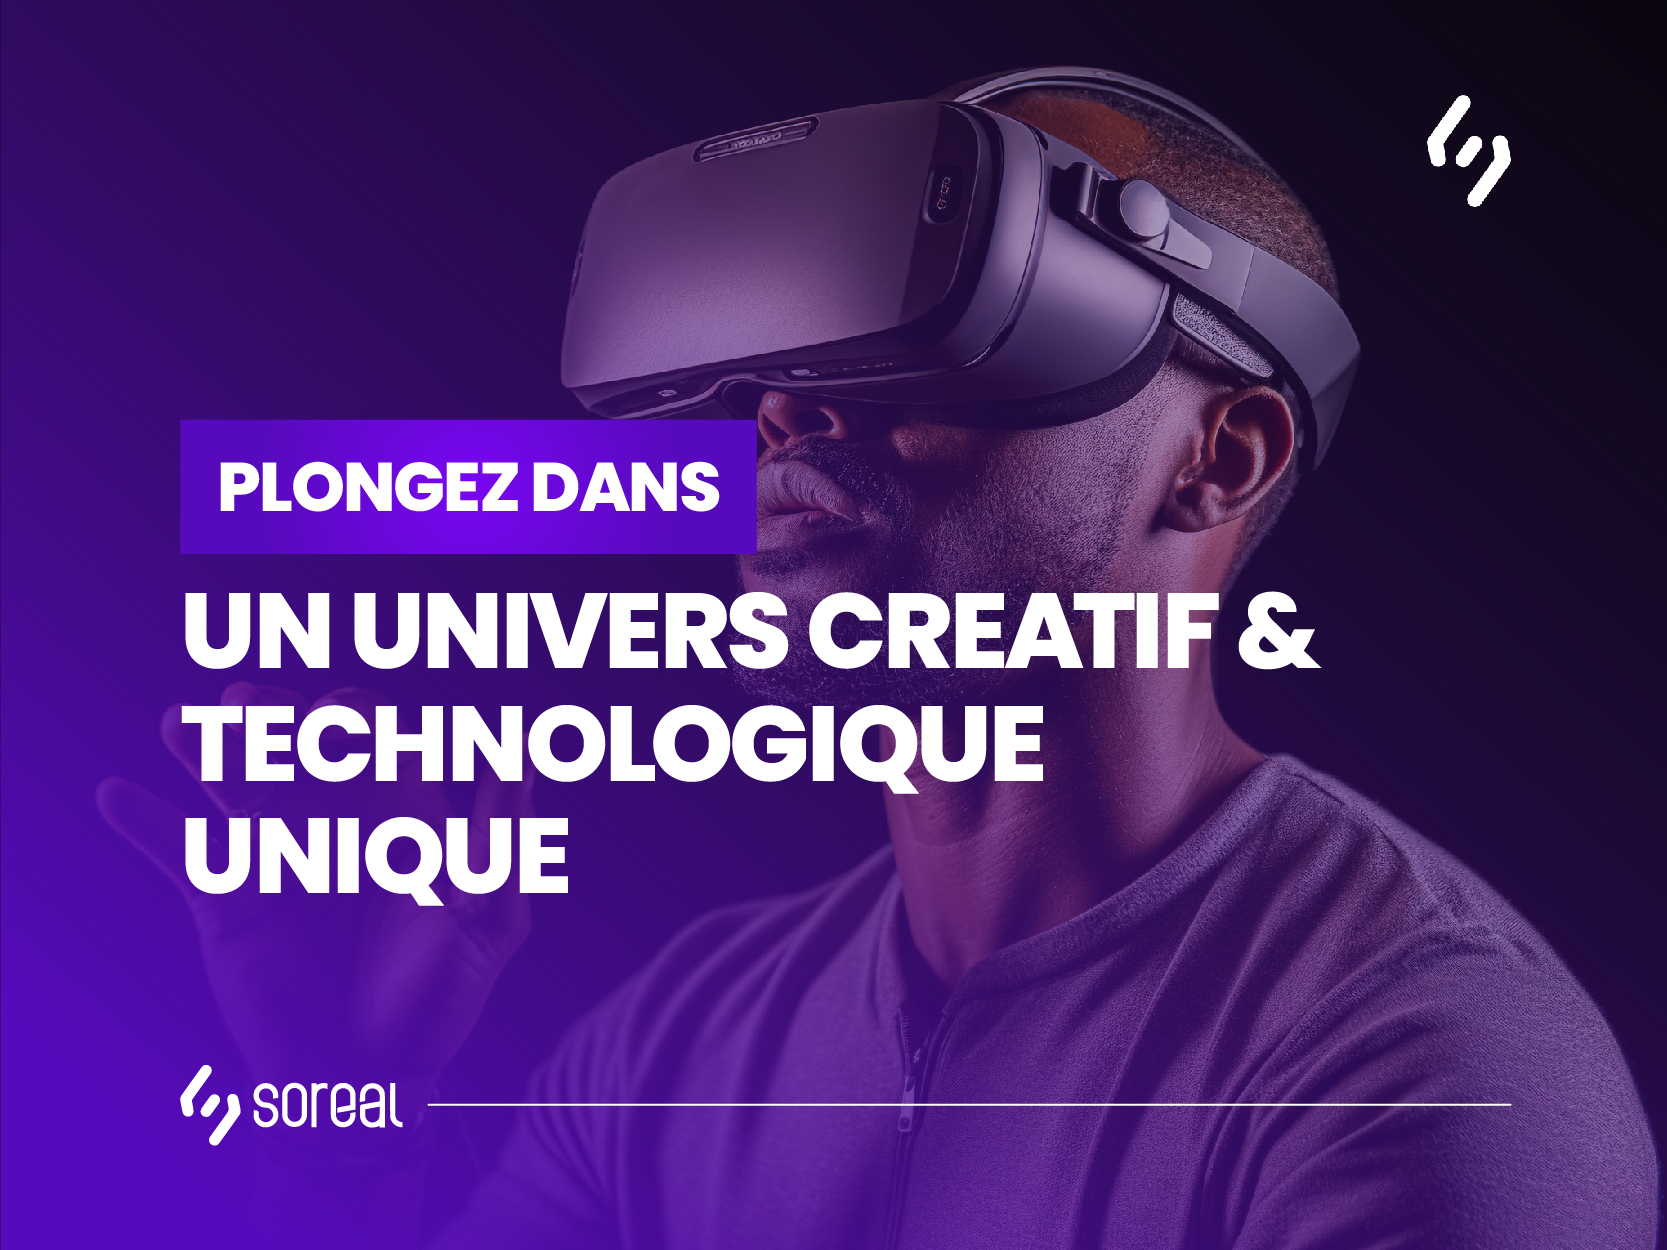 PLONGEZ DANS
UN UNIVERS CREATIF &
TECHNOLOGIQUE
UNIQUE
soreal